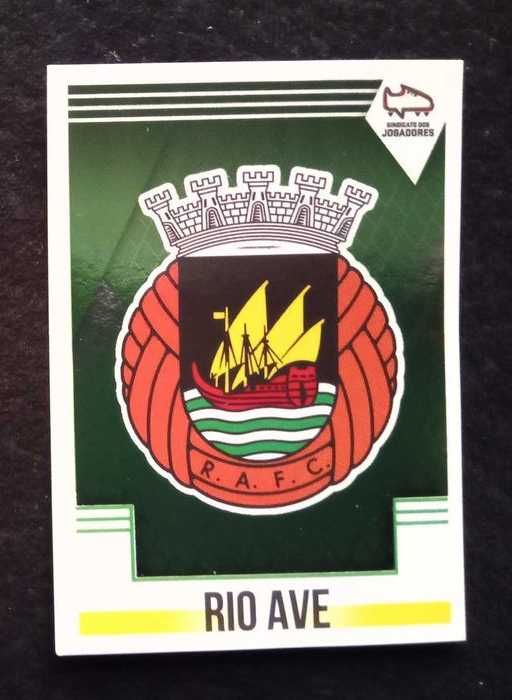 SINDICATO DOS
JOGADORES
R. A. F. C.
RIO AVE